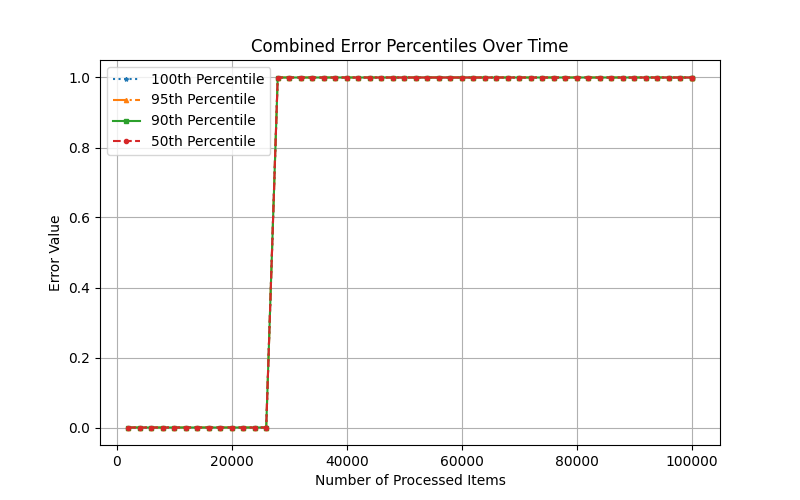 Combined Error Percentiles Over Time
100th Percentile
95th Percentile
90th Percentile
50th Percentile
Error Value
1.0
0.8
0.6
0.4
0.2
0.0
0 20000 40000 60000 80000 100000
Number of Processed Items